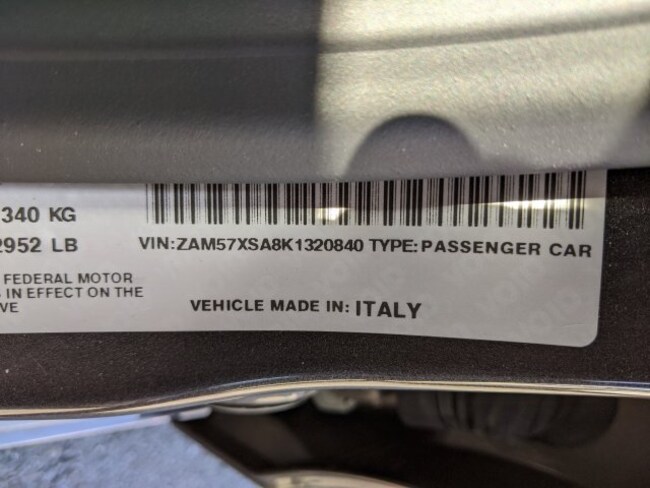 340 KG
2952 LB
VIN:ZAM57XSA8K1320840 TYPE:PASSENGER CAR
FEDERAL MOTOR
IN EFFECT ON THE
VEHICLE MADE IN: ITALY